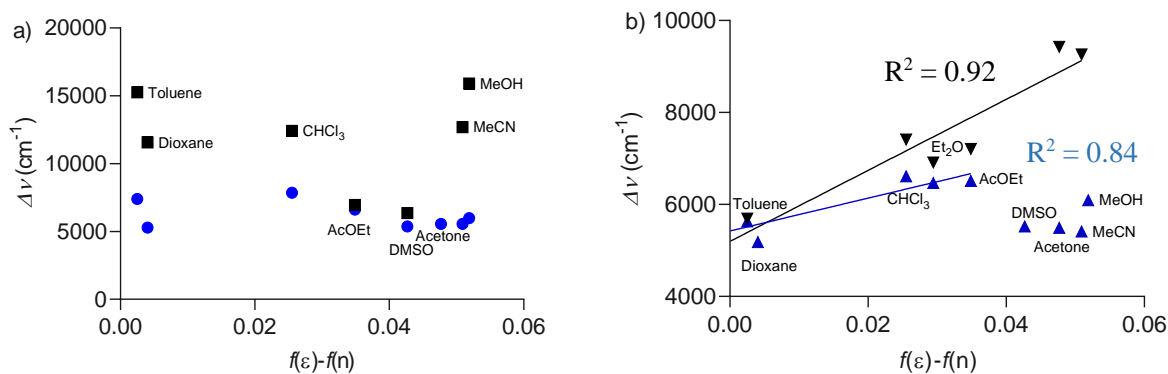 a)
20000
15000
10000
5000
0
Δν (cm⁻¹)
Toluene
Dioxane
CHCl₃
AcOEt
DMSO
Acetone
MeOH
MeCN
0.00 0.02 0.04 0.06
f(ε)-f(n)
b)
10000
8000
6000
4000
Δν (cm⁻¹)
R² = 0.92
R² = 0.84
Et₂O
Toluene
Dioxane
CHCl₃
AcOEt
DMSO
Acetone
MeOH
MeCN
0.00 0.02 0.04 0.06
f(ε)-f(n)